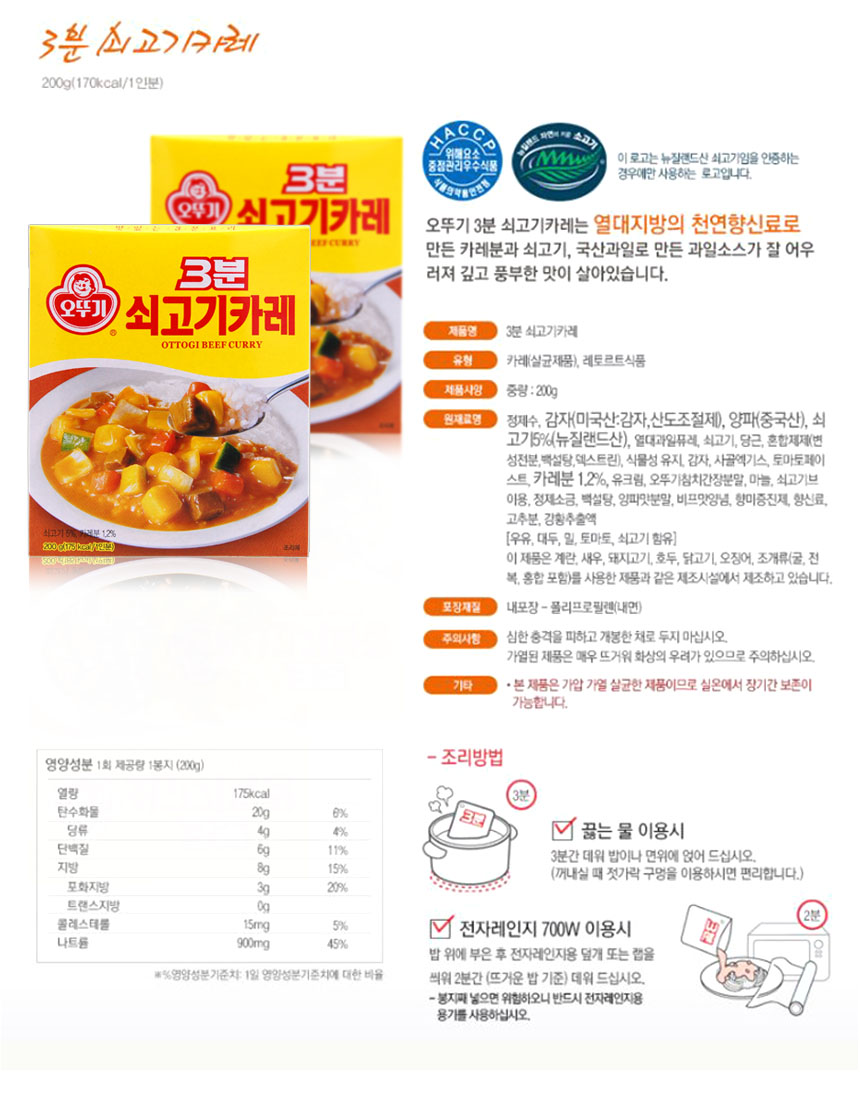 3분 쇠고기카레
200g(170kcal/1인분)
HACCP
위해요소
중점관리우수식품
식품의약품안전청
뉴질랜드 자연이 키운 소고기
이 로고는 뉴질랜드산 쇠고기임을 인증하는
경우에만 사용하는 로고입니다.
3분
오뚜기
쇠고기카레
EEF CURRY
조리예
맛있는 3분요리
3분
오뚜기
®
쇠고기카레
OTTOGI BEEF CURRY
쇠고기 5%, 카레분 1.2%
200 g(175 kcal/1인분)
조리예
오뚜기 3분 쇠고기카레는 열대지방의 천연향신료로
만든 카레분과 쇠고기, 국산과일로 만든 과일소스가 잘 어우
러져 깊고 풍부한 맛이 살아있습니다.
제품명 3분 쇠고기카레
유형 카레(살균제품), 레토르트식품
제품사양 중량 : 200g
원재료명 정제수, 감자(미국산:감자,산도조절제), 양파(중국산), 쇠
고기5%(뉴질랜드산), 열대과일퓨레, 쇠고기, 당근, 혼합제제(변
성전분,백설탕,덱스트린), 식물성 유지, 감자, 사골엑기스, 토마토페이
스트, 카레분 1.2%, 유크림, 오뚜기참치간장분말, 마늘, 쇠고기브
이용, 정제소금, 백설탕, 양파맛분말, 비프맛양념, 향미증진제, 향신료,
고추분, 강황추출액
[우유, 대두, 밀, 토마토, 쇠고기 함유]
이 제품은 계란, 새우, 돼지고기, 호두, 닭고기, 오징어, 조개류(굴, 전
복, 홍합 포함)를 사용한 제품과 같은 제조시설에서 제조하고 있습니다.
포장재질 내포장 - 폴리프로필렌(내면)
주의사항 심한 충격을 피하고 개봉한 채로 두지 마십시오.
가열된 제품은 매우 뜨거워 화상의 우려가 있으므로 주의하십시오.
기타 • 본 제품은 가압 가열 살균한 제품이므로 실온에서 장기간 보존이
가능합니다.
영양성분 1회 제공량 1봉지 (200g)
열량 175kcal
탄수화물 20g 6%
당류 4g 4%
단백질 6g 11%
지방 8g 15%
포화지방 3g 20%
트랜스지방 0g
콜레스테롤 15mg 5%
나트륨 900mg 45%
※%영양성분기준치: 1일 영양성분기준치에 대한 비율
- 조리방법
3분
3분
끓는 물 이용시
3분간 데워 밥이나 면위에 얹어 드십시오.
(꺼내실 때 젓가락 구멍을 이용하시면 편리합니다.)
전자레인지 700W 이용시
밥 위에 부은 후 전자레인지용 덮개 또는 랩을
씌워 2분간 (뜨거운 밥 기준) 데워 드십시오.
- 봉지째 넣으면 위험하오니 반드시 전자레인지용
용기를 사용하십시오.
2분
3분